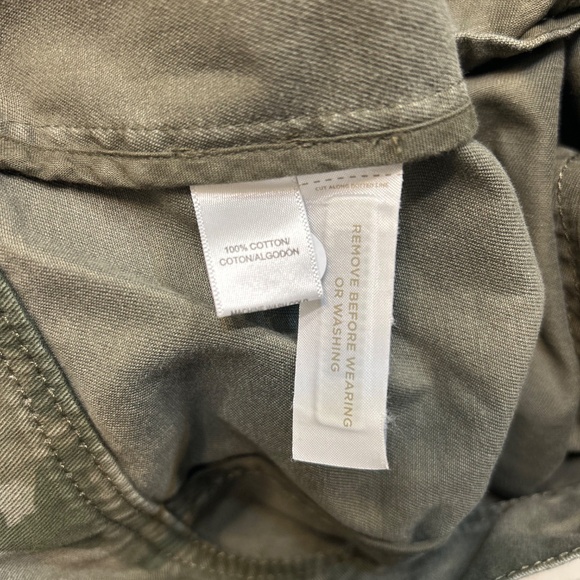 100% COTTON/
COTON/ALGODÓN
CUT ALONG DOTTED LINE
REMOVE BEFORE WEARING
OR WASHING